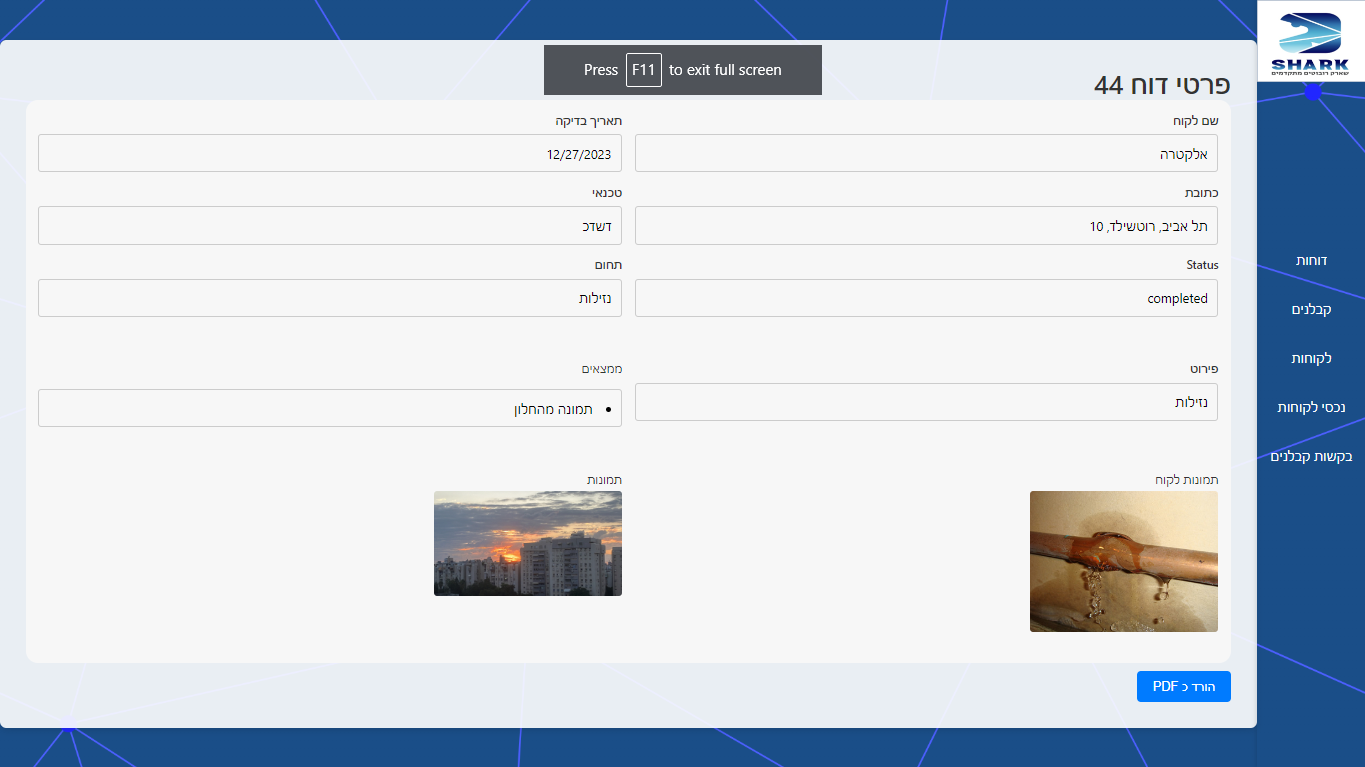 SHARK
שארק רובוטים מתקדמים
Press F11 to exit full screen
פרטי דוח 44
שם לקוח
אלקטרה
תאריך בדיקה
12/27/2023
כתובת
תל אביב, רוטשילד, 10
טכנאי
דשדכ
Status
completed
תחום
נזילות
פירוט
נזילות
ממצאים
• תמונה מהחלון
תמונות לקוח
תמונות
הורד כ PDF
דוחות
קבלנים
לקוחות
נכסי לקוחות
בקשות קבלנים